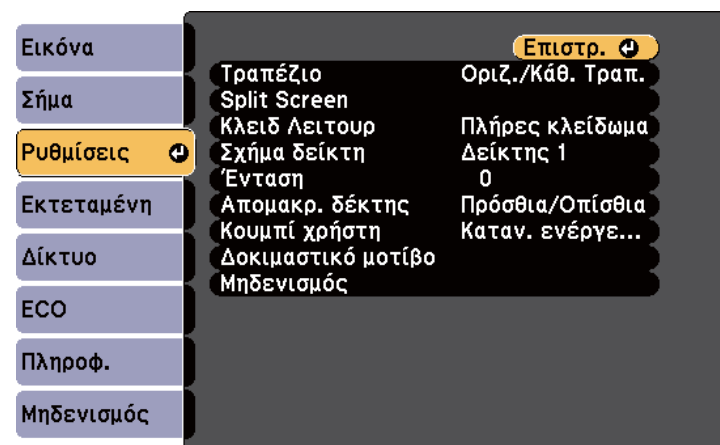 Εικόνα
Σήμα
Ρυθμίσεις
Εκτεταμένη
Δίκτυο
ECO
Πληροφ.
Μηδενισμός
Επιστρ.
Τραπέζιο Οριζ./Κάθ. Τραπ.
Split Screen
Κλειδ Λειτουρ Πλήρες κλείδωμα
Σχήμα δείκτη Δείκτης 1
Ένταση 0
Απομακρ. δέκτης Πρόσθια/Οπίσθια
Κουμπί χρήστη Καταν. ενέργε...
Δοκιμαστικό μοτίβο
Μηδενισμός